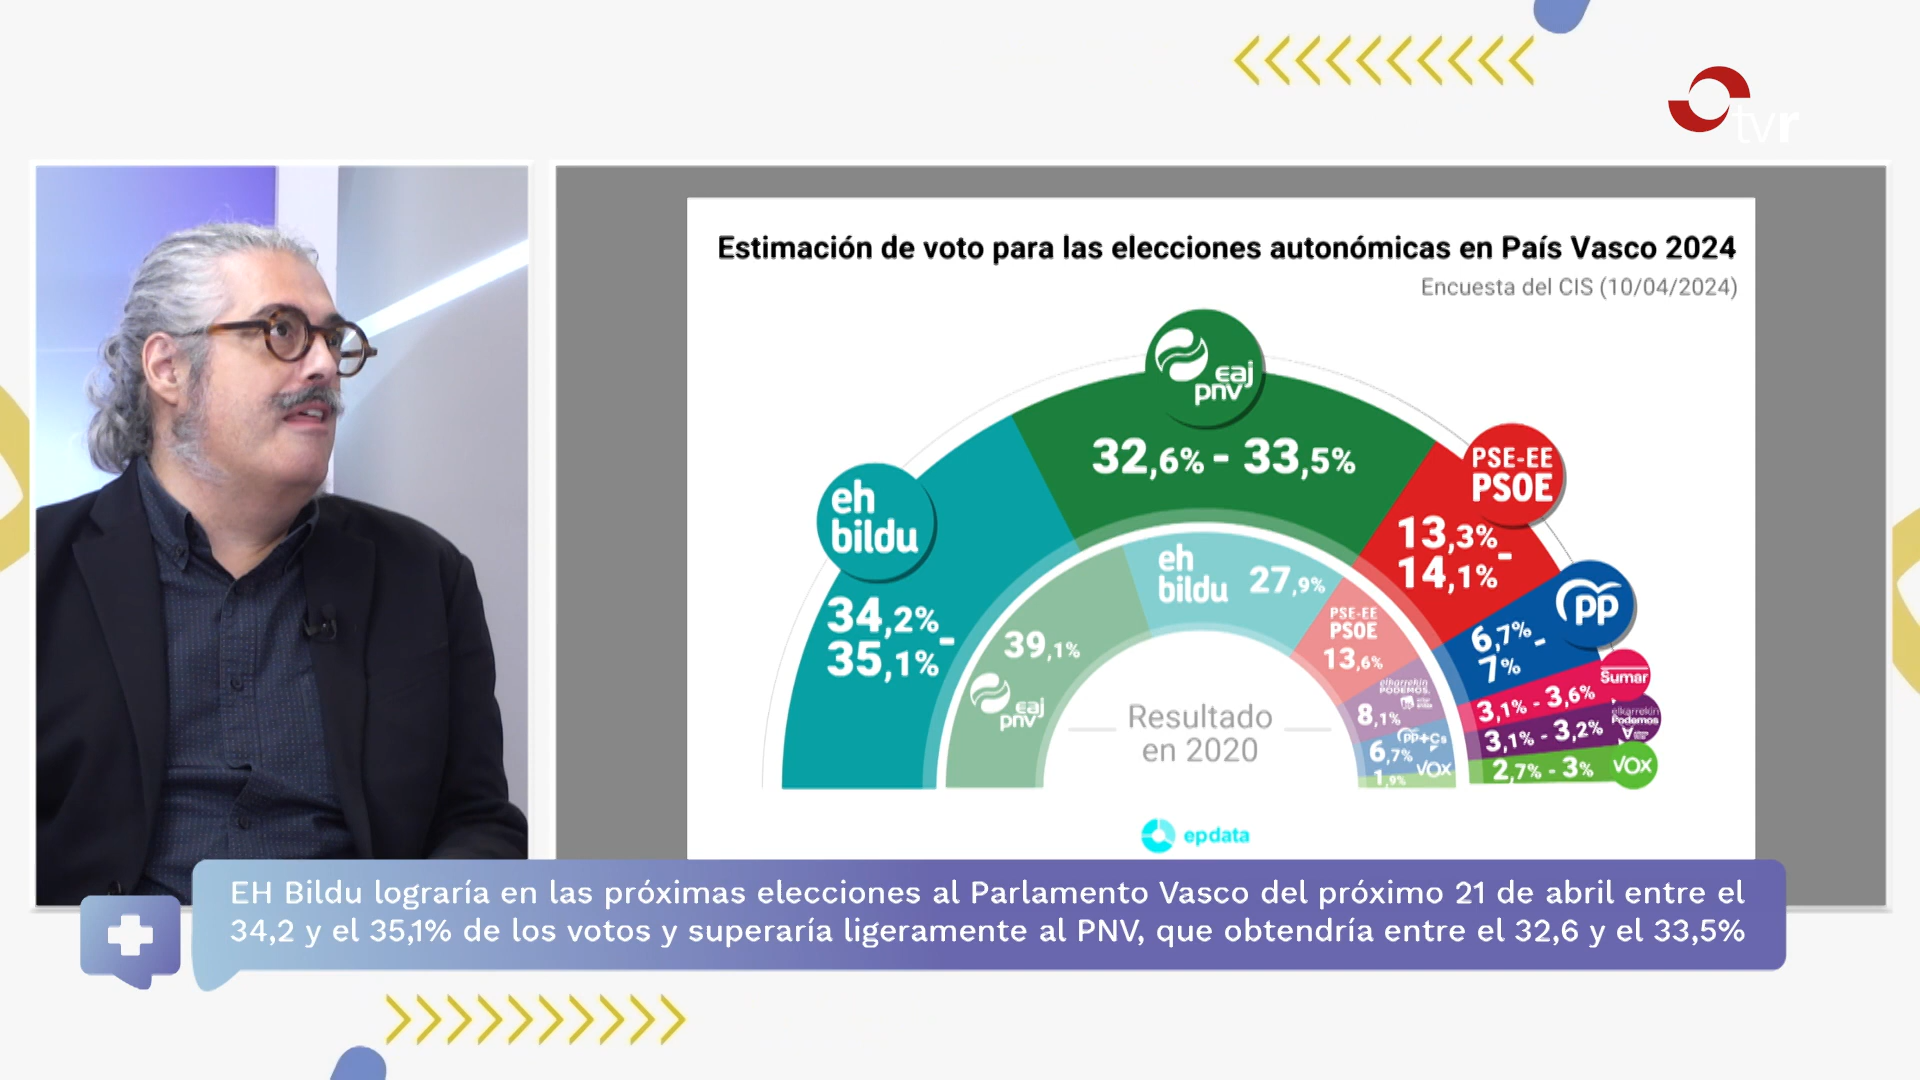 tvr
Estimación de voto para las elecciones autonómicas en País Vasco 2024
Encuesta del CIS (10/04/2024)
eaj
pnv
32,6% - 33,5%
PSE-EE
PSOE
13,3% -
14,1%
eh
bildu
34,2% -
35,1%
pp
6,7% -
7%
Sumar
3,1% - 3,6%
elkarrekin
Podemos
3,1% - 3,2%
VOX
2,7% - 3%
eh
bildu
27,9%
39,1%
eaj
pnv
PSE-EE
PSOE
13,6%
elkarrekin
PODEMOS
8,1%
pp+Cs
6,7%
VOX
1,9%
Resultado
en 2020
epdata
EH Bildu lograría en las próximas elecciones al Parlamento Vasco del próximo 21 de abril entre el
34,2 y el 35,1% de los votos y superaría ligeramente al PNV, que obtendría entre el 32,6 y el 33,5%